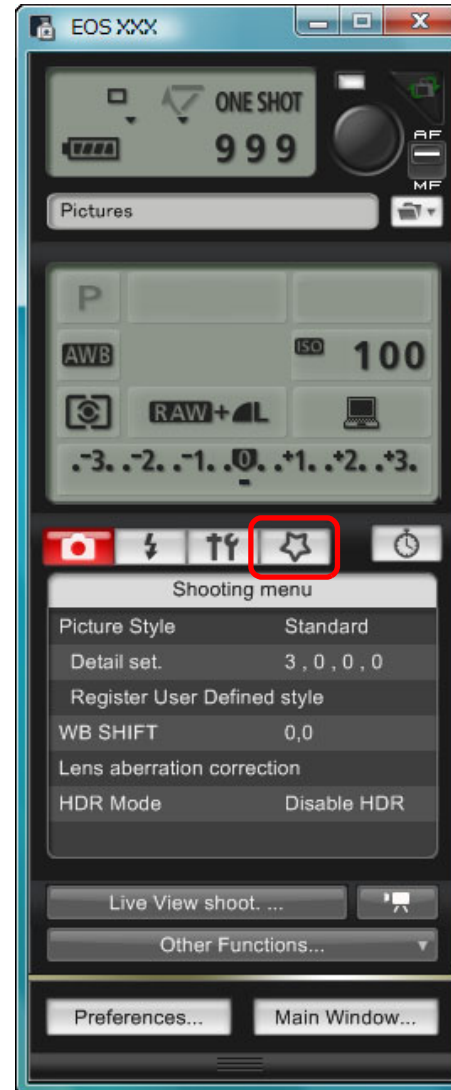 EOS XXX
ONE SHOT
999
AF
MF
Pictures
P
AWB
ISO 100
RAW+L
.-3. .-2. .-1. .0. .+1. .+2. .+3.
Shooting menu
Picture Style Standard
Detail set. 3 , 0 , 0 , 0
Register User Defined style
WB SHIFT 0,0
Lens aberration correction
HDR Mode Disable HDR
Live View shoot. ...
Other Functions...
Preferences... Main Window...